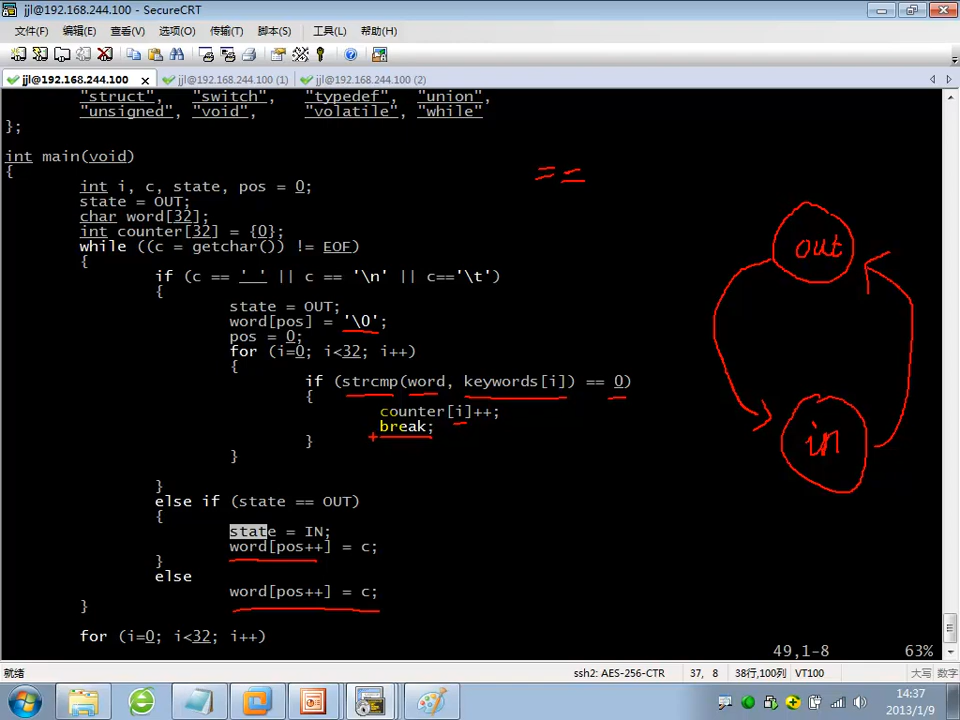 jjl@192.168.244.100 - SecureCRT
文件(F) 编辑(E) 查看(V) 选项(O) 传输(T) 脚本(S) 工具(L) 帮助(H)
jjl@192.168.244.100 jjl@192.168.244.100 (1) jjl@192.168.244.100 (2)
"struct", "switch", "typedef", "union",
"unsigned", "void", "volatile", "while"
};
int main(void)
{
== 
int i, c, state, pos = 0;
state = OUT;
char word[32];
int counter[32] = {0};
while ((c = getchar()) != EOF)
out
{
if (c == ' ' || c == '\n' || c=='\t')
{
state = OUT;
word[pos] = '\0';
pos = 0;
for (i=0; i<32; i++)
{
if (strcmp(word, keywords[i]) == 0)
{
counter[i]++;
break;
}
in
}
}
else if (state == OUT)
{
state = IN;
word[pos++] = c;
}
else
word[pos++] = c;
}
for (i=0; i<32; i++)
49,1-8 63%
就绪 ssh2: AES-256-CTR 37, 8 38行,100列 VT100 大写 数字
14:37
2013/1/9